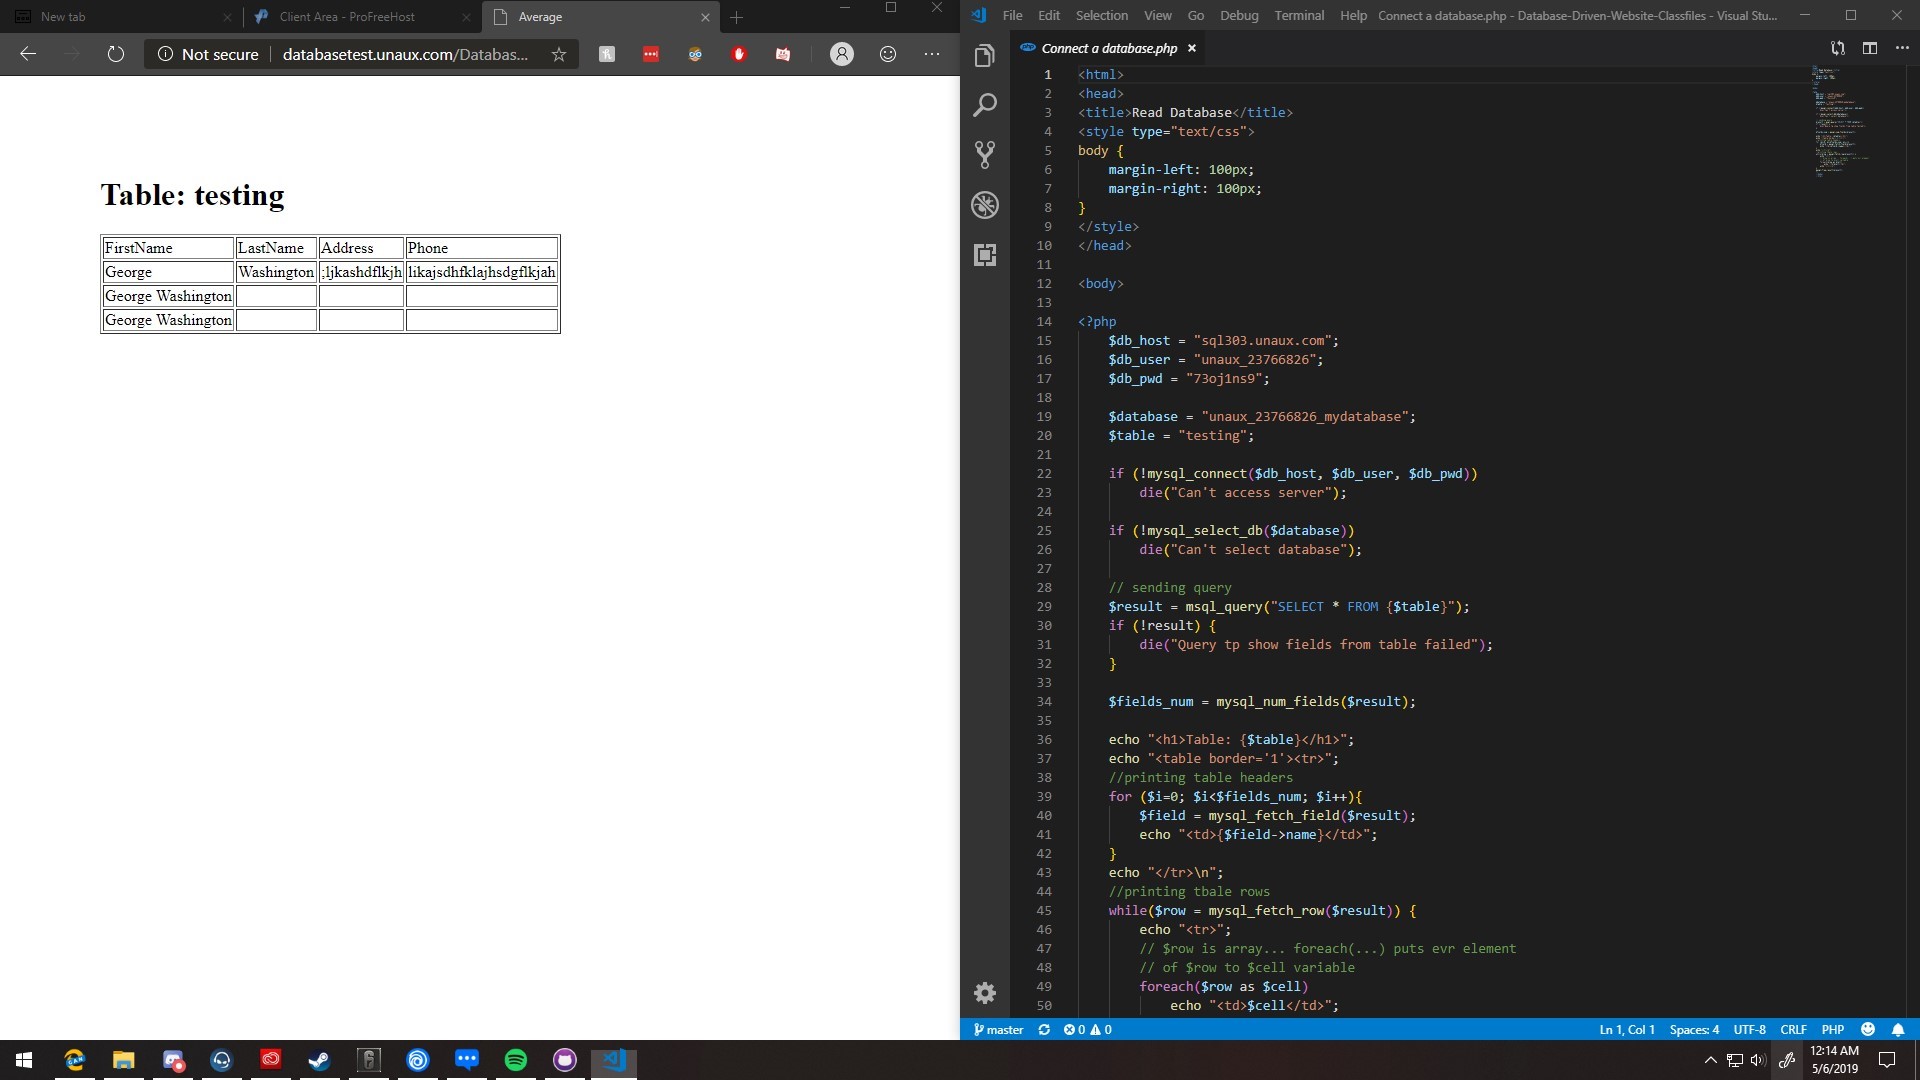 New tab
Client Area - ProFreeHost
Average
Not secure
databasetest.unaux.com/Databas...
Table: testing
FirstName LastName Address Phone
George Washington ;ljkashdflkjh likajsdhfklajhsdgflkjah
George Washington
George Washington
File Edit Selection View Go Debug Terminal Help Connect a database.php - Database-Driven-Website-Classfiles - Visual Stu...
Connect a database.php
1 <html>
2 <head>
3 <title>Read Database</title>
4 <style type="text/css">
5 body {
6 margin-left: 100px;
7 margin-right: 100px;
8 }
9 </style>
10 </head>
11
12 <body>
13
14 <?php
15 $db_host = "sql303.unaux.com";
16 $db_user = "unaux_23766826";
17 $db_pwd = "73oj1ns9";
18
19 $database = "unaux_23766826_mydatabase";
20 $table = "testing";
21
22 if (!mysql_connect($db_host, $db_user, $db_pwd))
23 die("Can't access server");
24
25 if (!mysql_select_db($database))
26 die("Can't select database");
27
28 // sending query
29 $result = msql_query("SELECT * FROM {$table}");
30 if (!result) {
31 die("Query tp show fields from table failed");
32 }
33
34 $fields_num = mysql_num_fields($result);
35
36 echo "<h1>Table: {$table}</h1>";
37 echo "<table border='1'><tr>";
38 //printing table headers
39 for ($i=0; $i<$fields_num; $i++){
40 $field = mysql_fetch_field($result);
41 echo "<td>{$field->name}</td>";
42 }
43 echo "</tr>\n";
44 //printing tbale rows
45 while($row = mysql_fetch_row($result)) {
46 echo "<tr>";
47 // $row is array... foreach(...) puts evr element
48 // of $row to $cell variable
49 foreach($row as $cell)
50 echo "<td>$cell</td>";
master 0 0 Ln 1, Col 1 Spaces: 4 UTF-8 CRLF PHP
12:14 AM
5/6/2019